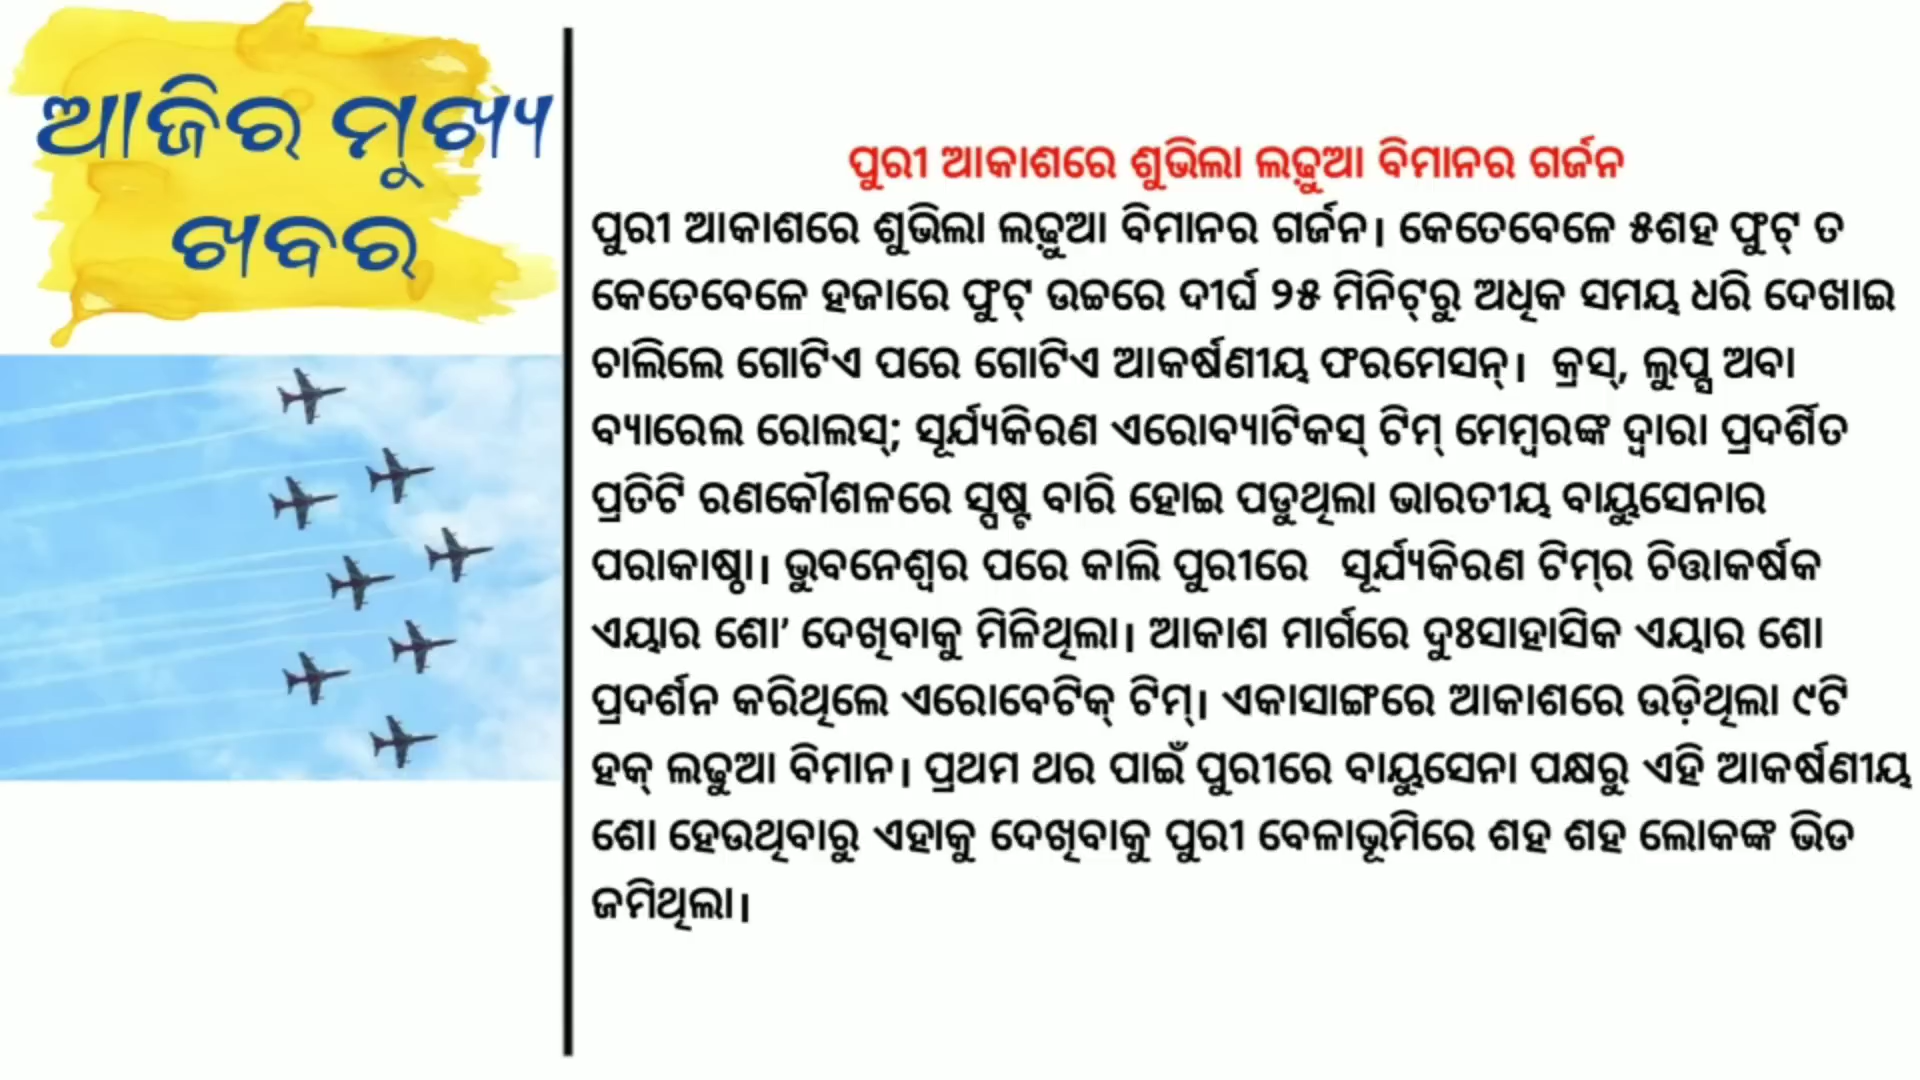 ଆଜିର ମୁଖ୍ୟ
ଖବର
ପୁରୀ ଆକାଶରେ ଶୁଭିଲା ଲଢ଼ୁଆ ବିମାନର ଗର୍ଜନ
ପୁରୀ ଆକାଶରେ ଶୁଭିଲା ଲଢ଼ୁଆ ବିମାନର ଗର୍ଜନ। କେତେବେଳେ ୫ଶହ ଫୁଟ୍ ତ
କେତେବେଳେ ହଜାରେ ଫୁଟ୍ ଉଚ୍ଚରେ ଦୀର୍ଘ ୨୫ ମିନିଟ୍‌ରୁ ଅଧିକ ସମୟ ଧରି ଦେଖାଇ
ଚାଲିଲେ ଗୋଟିଏ ପରେ ଗୋଟିଏ ଆକର୍ଷଣୀୟ ଫରମେସନ୍। କ୍ରସ୍, ଲୁପ୍ସ ଅବା
ବ୍ୟାରେଲ ରୋଲସ୍; ସୂର୍ଯ୍ୟକିରଣ ଏରୋବ୍ୟାଟିକସ୍ ଟିମ୍ ମେମ୍ବରଙ୍କ ଦ୍ୱାରା ପ୍ରଦର୍ଶିତ
ପ୍ରତିଟି ରଣକୌଶଳରେ ସ୍ପଷ୍ଟ ବାରି ହୋଇ ପଡୁଥିଲା ଭାରତୀୟ ବାୟୁସେନାର
ପରାକାଷ୍ଠା। ଭୁବନେଶ୍ୱର ପରେ କାଲି ପୁରୀରେ ସୂର୍ଯ୍ୟକିରଣ ଟିମ୍‌ର ଚିତ୍ତାକର୍ଷକ
ଏୟାର ଶୋ’ ଦେଖିବାକୁ ମିଳିଥିଲା। ଆକାଶ ମାର୍ଗରେ ଦୁଃସାହାସିକ ଏୟାର ଶୋ
ପ୍ରଦର୍ଶନ କରିଥିଲେ ଏରୋବେଟିକ୍ ଟିମ୍। ଏକାସାଙ୍ଗରେ ଆକାଶରେ ଉଡ଼ିଥିଲା ୯ଟି
ହକ୍ ଲଢୁଆ ବିମାନ। ପ୍ରଥମ ଥର ପାଇଁ ପୁରୀରେ ବାୟୁସେନା ପକ୍ଷରୁ ଏହି ଆକର୍ଷଣୀୟ
ଶୋ ହେଉଥିବାରୁ ଏହାକୁ ଦେଖିବାକୁ ପୁରୀ ବେଳାଭୂମିରେ ଶହ ଶହ ଲୋକଙ୍କ ଭିଡ
ଜମିଥିଲା।